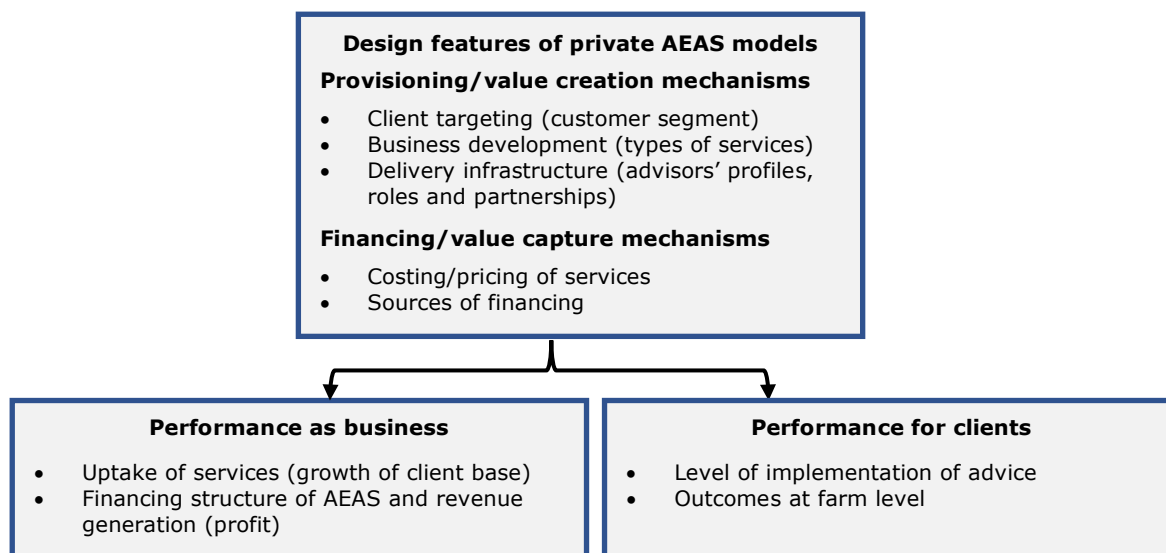 Design features of private AEAS models
Provisioning/value creation mechanisms
• Client targeting (customer segment)
• Business development (types of services)
• Delivery infrastructure (advisors’ profiles,
roles and partnerships)
Financing/value capture mechanisms
• Costing/pricing of services
• Sources of financing
Performance as business
• Uptake of services (growth of client base)
• Financing structure of AEAS and revenue
generation (profit)
Performance for clients
• Level of implementation of advice
• Outcomes at farm level